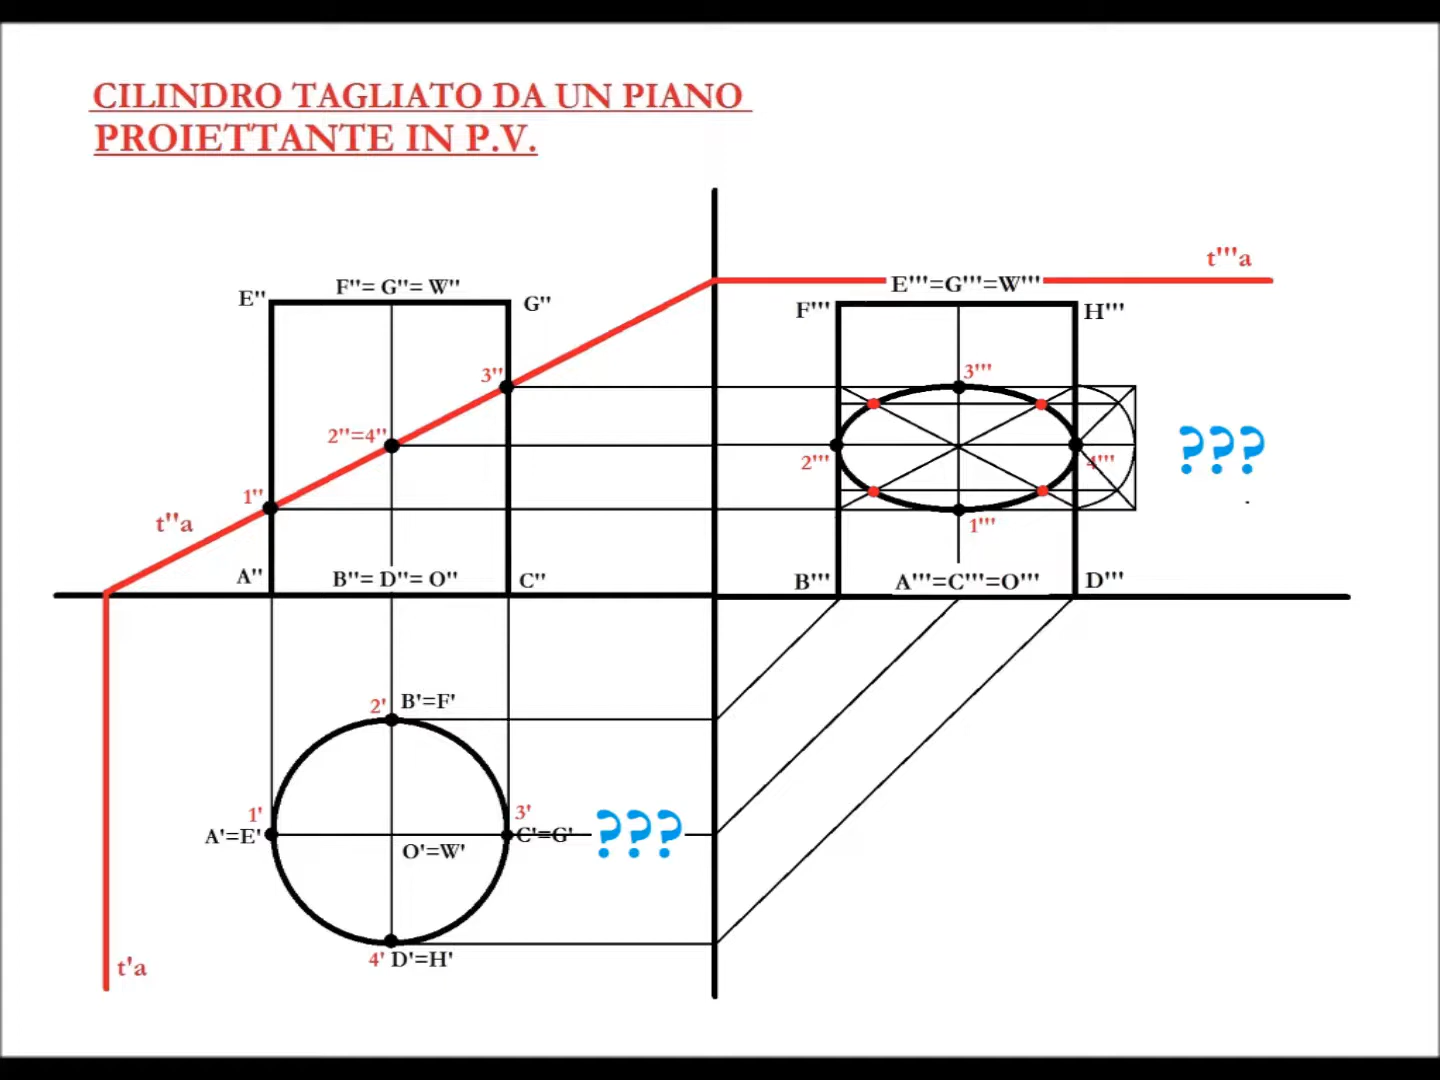 CILINDRO TAGLIATO DA UN PIANO
PROIETTANTE IN P.V.
t'''a
E'' F''= G''= W'' G''
E'''=G'''=W'''
F''' H'''
3'' 3'''
2''=4'' ???
2''' 4'''
1'' 1'''
t''a
A'' B''= D''= O'' C''
B''' A'''=C'''=O''' D'''
2' B'=F'
1' 3'
A'=E' C'=G' ???
O'=W'
4' D'=H'
t'a